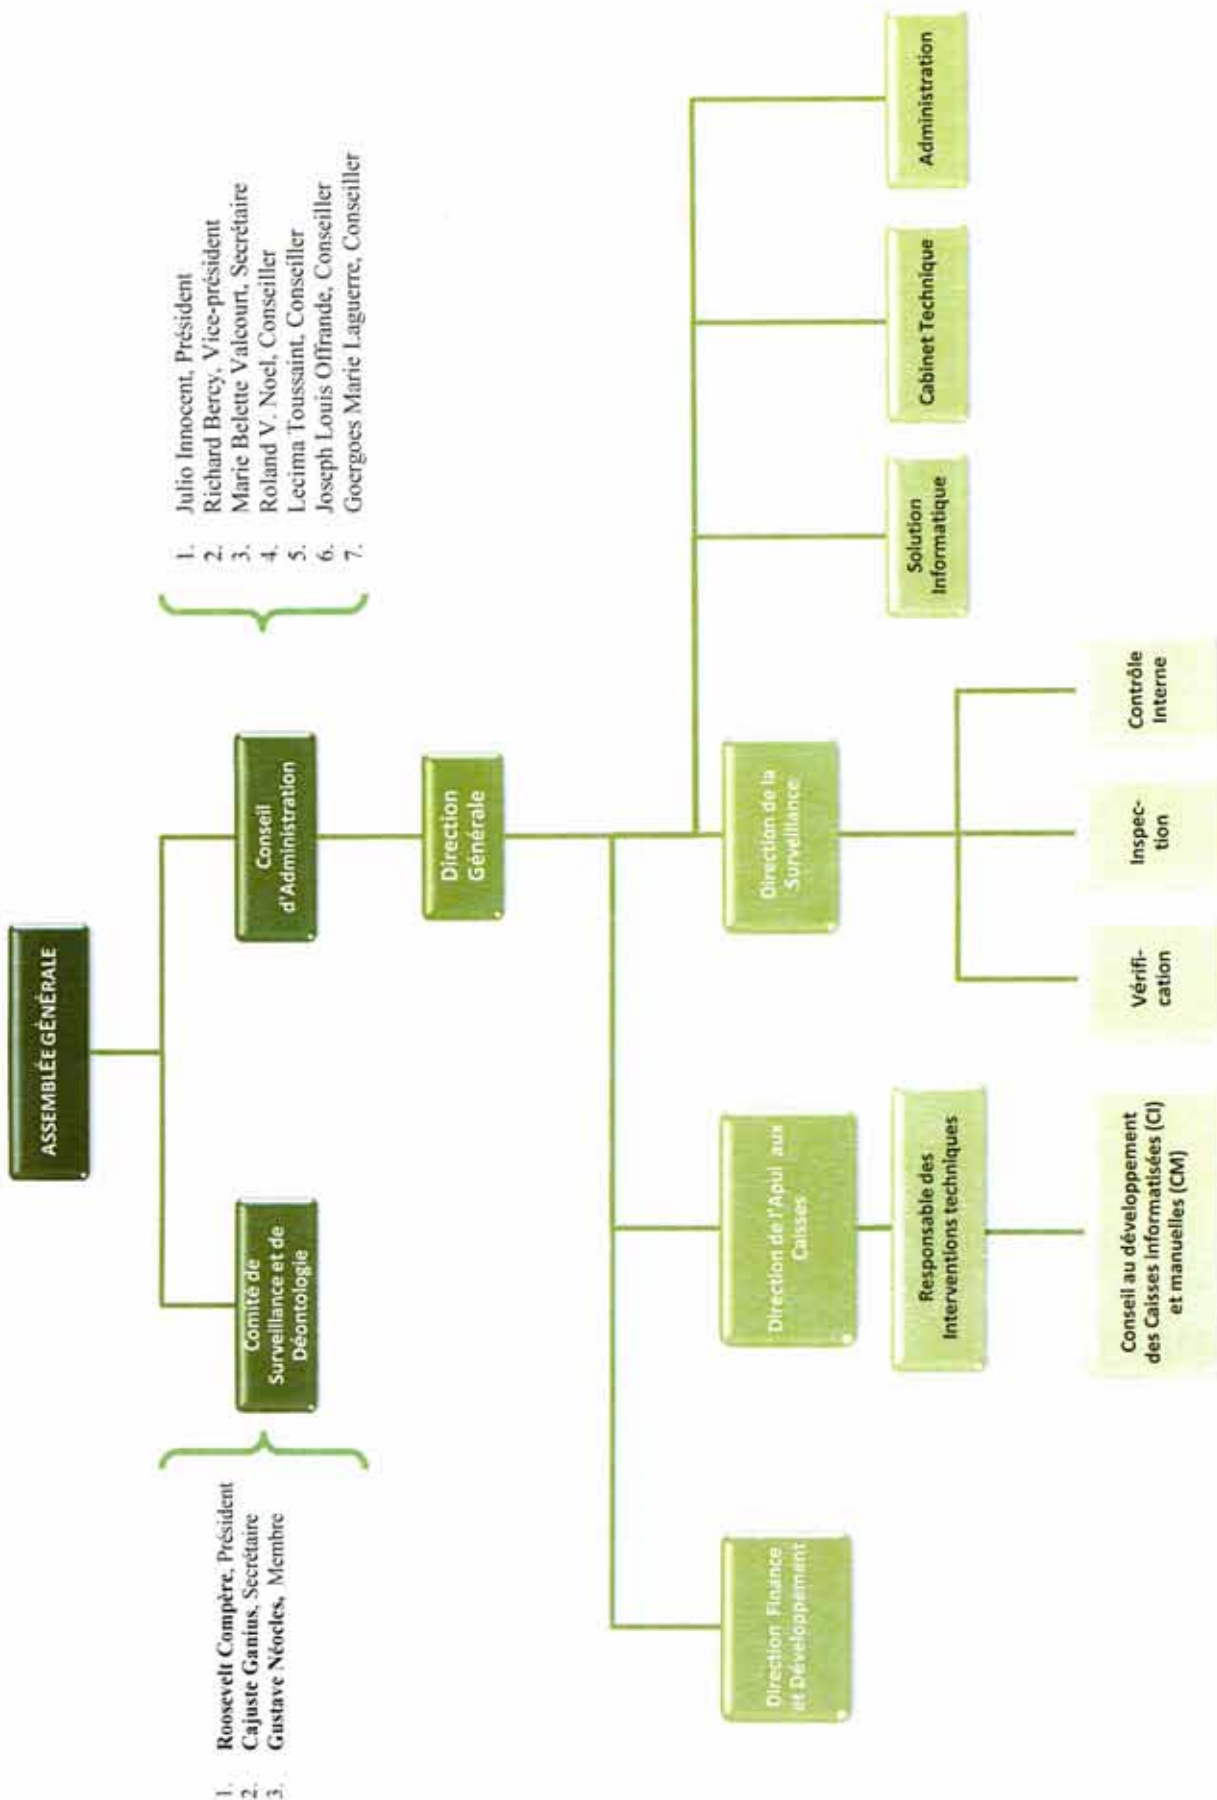 ASSEMBLÉE GÉNÉRALE
1. Roosevelt Compère, Président
2. Cajuste Ganius, Secrétaire
3. Gustave Néocles, Membre
Comité de
Surveillance et de
Déontologie
Conseil
d'Administration
1. Julio Innocent, Président
2. Richard Bercy, Vice-président
3. Marie Belette Valcourt, Secrétaire
4. Roland V. Noel, Conseiller
5. Lecima Toussaint, Conseiller
6. Joseph Louis Offrande, Conseiller
7. Goergoes Marie Laguerre, Conseiller
Direction
Générale
Direction Finance
et Développement
Direction de l'Apui aux
Caisses
Direction de la
Surveillance
Responsable des
Interventions techniques
Solution
Informatique
Cabinet Technique
Administration
Conseil au développement
des Caisses informatisées (CI)
et manuelles (CM)
Vérifi-
cation
Inspec-
tion
Contrôle
Interne